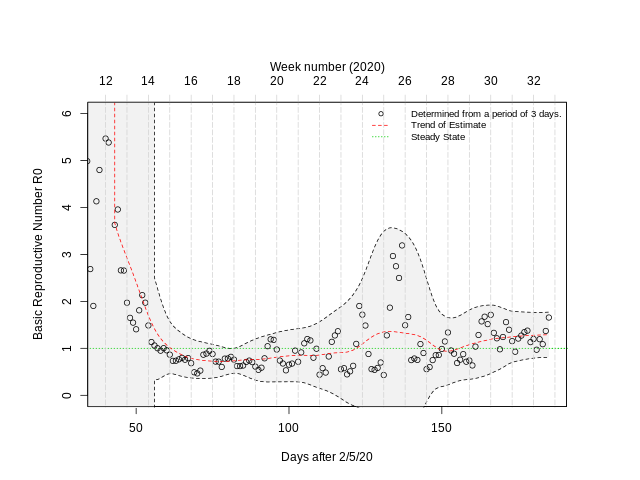 Week number (2020)
12 14 16 18 20 22 24 26 28 30 32
Determined from a period of 3 days.
Trend of Estimate
Steady State
Basic Reproductive Number R0
6
5
4
3
2
1
0
50 100 150
Days after 2/5/20